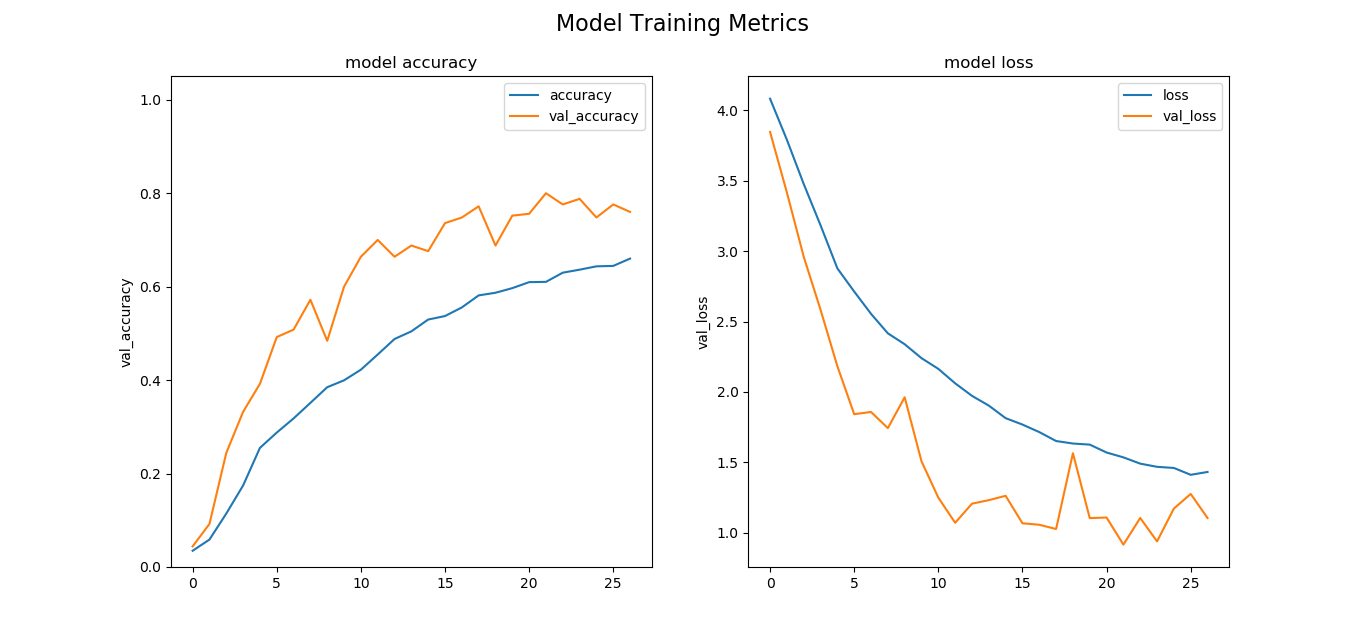 Model Training Metrics
model accuracy
accuracy
val_accuracy
1.0
0.8
0.6
0.4
0.2
0.0
val_accuracy
0 5 10 15 20 25
model loss
loss
val_loss
4.0
3.5
3.0
2.5
2.0
1.5
1.0
val_loss
0 5 10 15 20 25